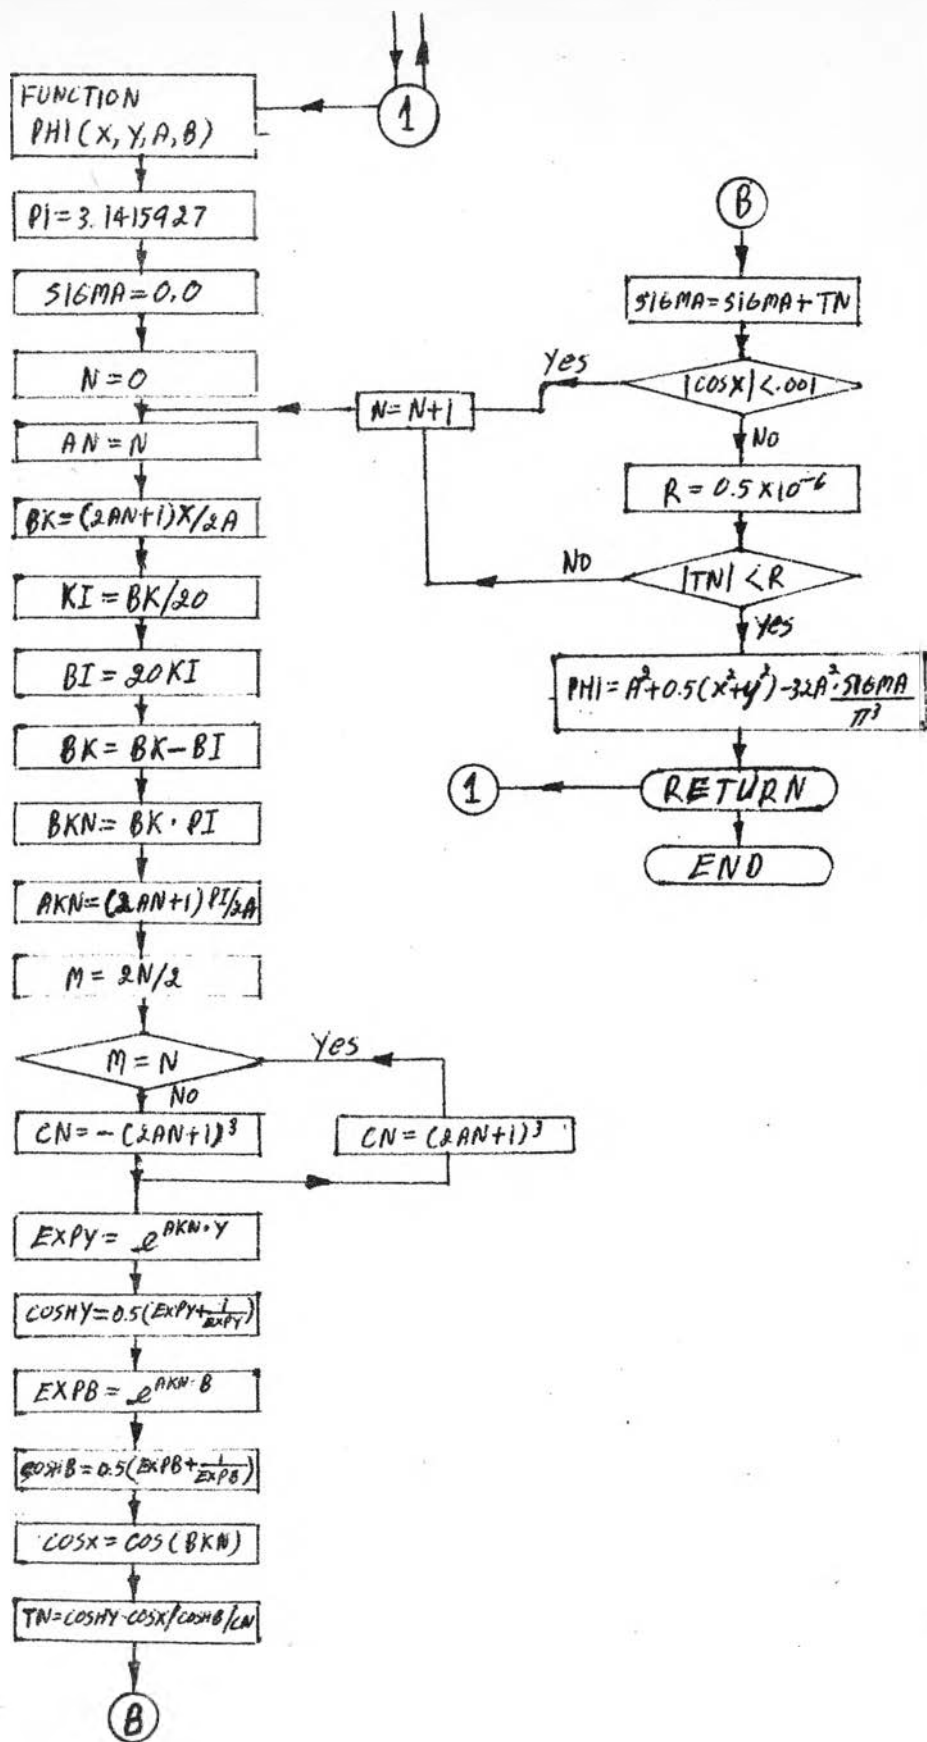 1
FUNCTION
PHI(X,Y,A,B)
PI=3.1415927
SIGMA=0.0
N=0
AN=N
BK=(2AN+1)X/2A
KI=BK/20
BI=20KI
BK=BK-BI
BKN=BK·PI
AKN=(2AN+1)PI/2A
M=2N/2
M=N
Yes
NO
CN=-(2AN+1)³
CN=(2AN+1)³
EXPY=e^AKN·Y
COSHY=0.5(EXPY+1/EXPY)
EXPB=e^AKN·B
COSHB=0.5(EXPB+1/EXPB)
COSX=COS(BKN)
TN=COSHY·COSX/COSHB/CN
B
B
SIGMA=SIGMA+TN
|COSX|<.001
Yes
N=N+1
NO
R=0.5×10⁻⁶
|TN|<R
NO
Yes
PHI=A²+0.5(X²+Y²)-32A²·SIGMA/π³
RETURN
1
END